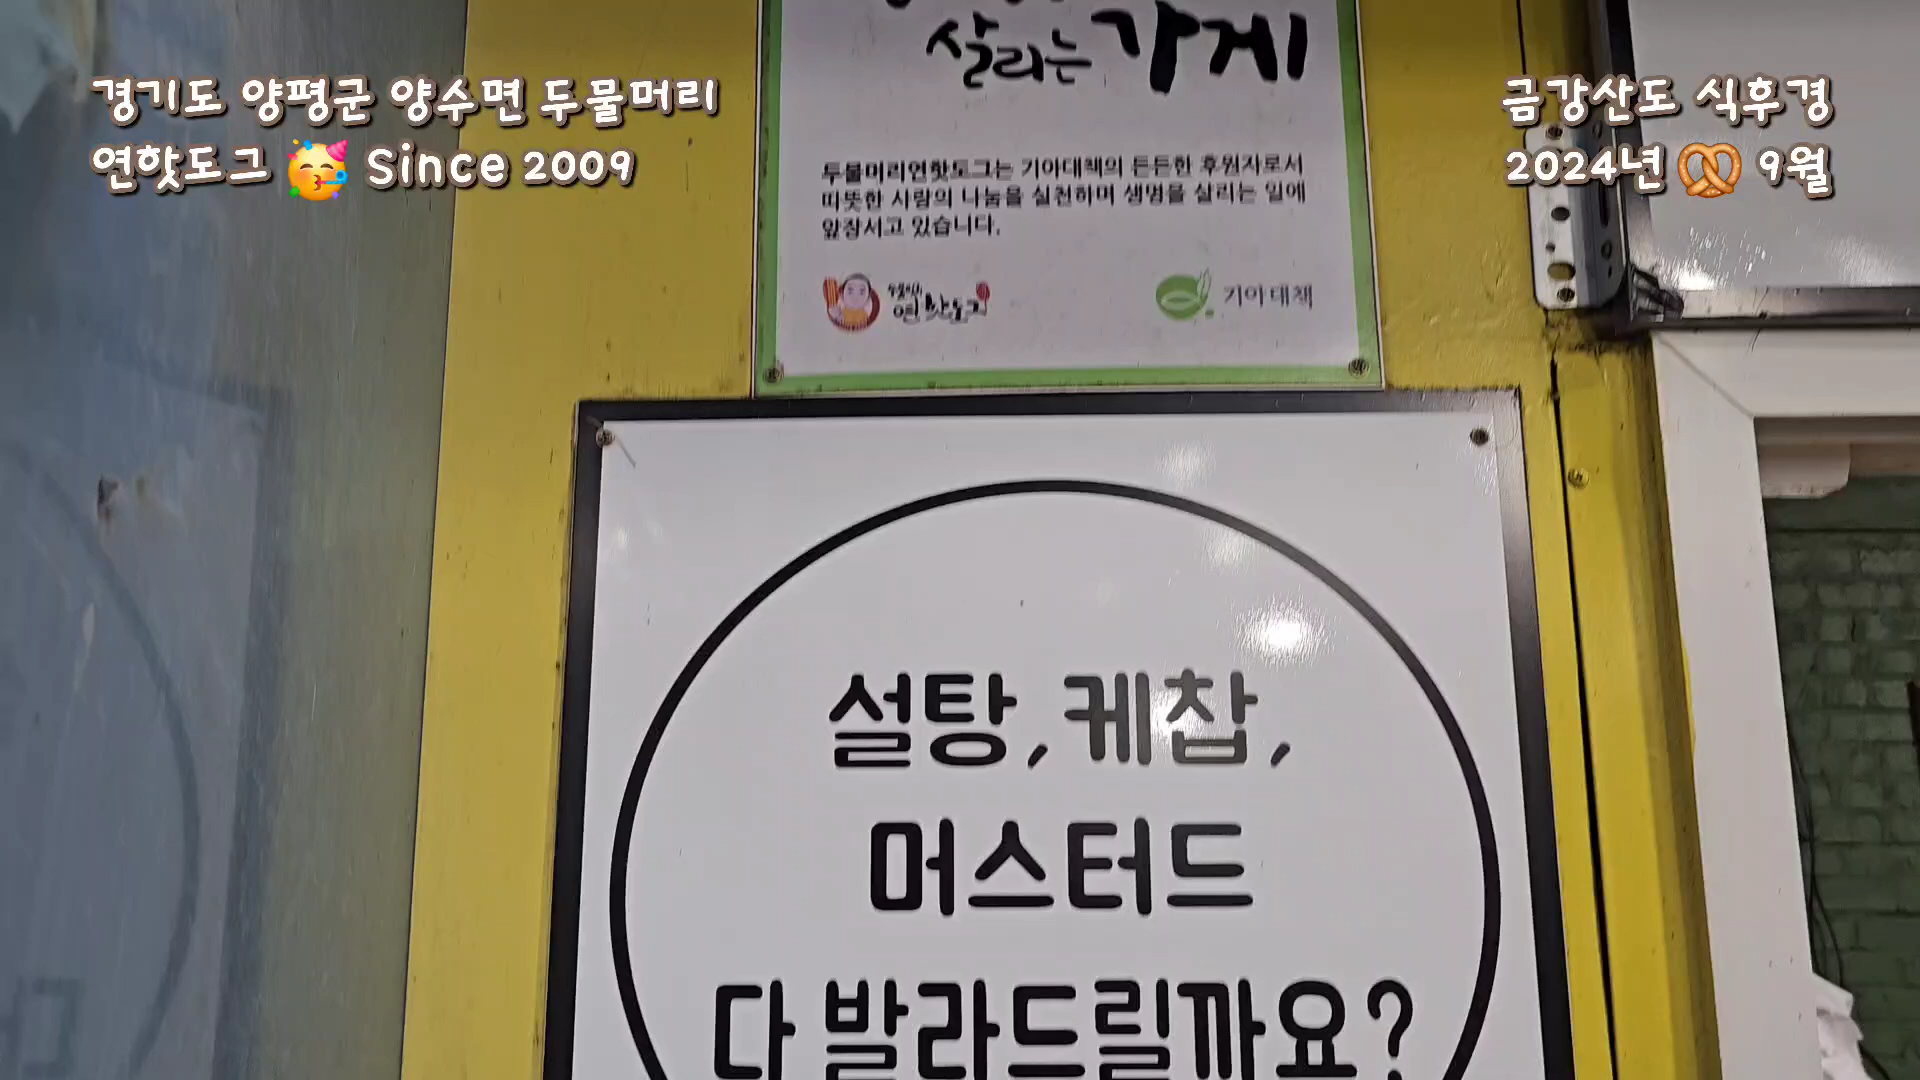 경기도 양평군 양수면 두물머리
연핫도그 🥳 Since 2009
금강산도 식후경
2024년 🥨 9월
살리는 가게
두물머리연핫도그는 기아대책의 든든한 후원자로서
따뜻한 사랑의 나눔을 실천하며 생명을 살리는 일에
앞장서고 있습니다.
연핫도그
기아대책
설탕, 케찹,
머스터드
다 발라드릴까요?